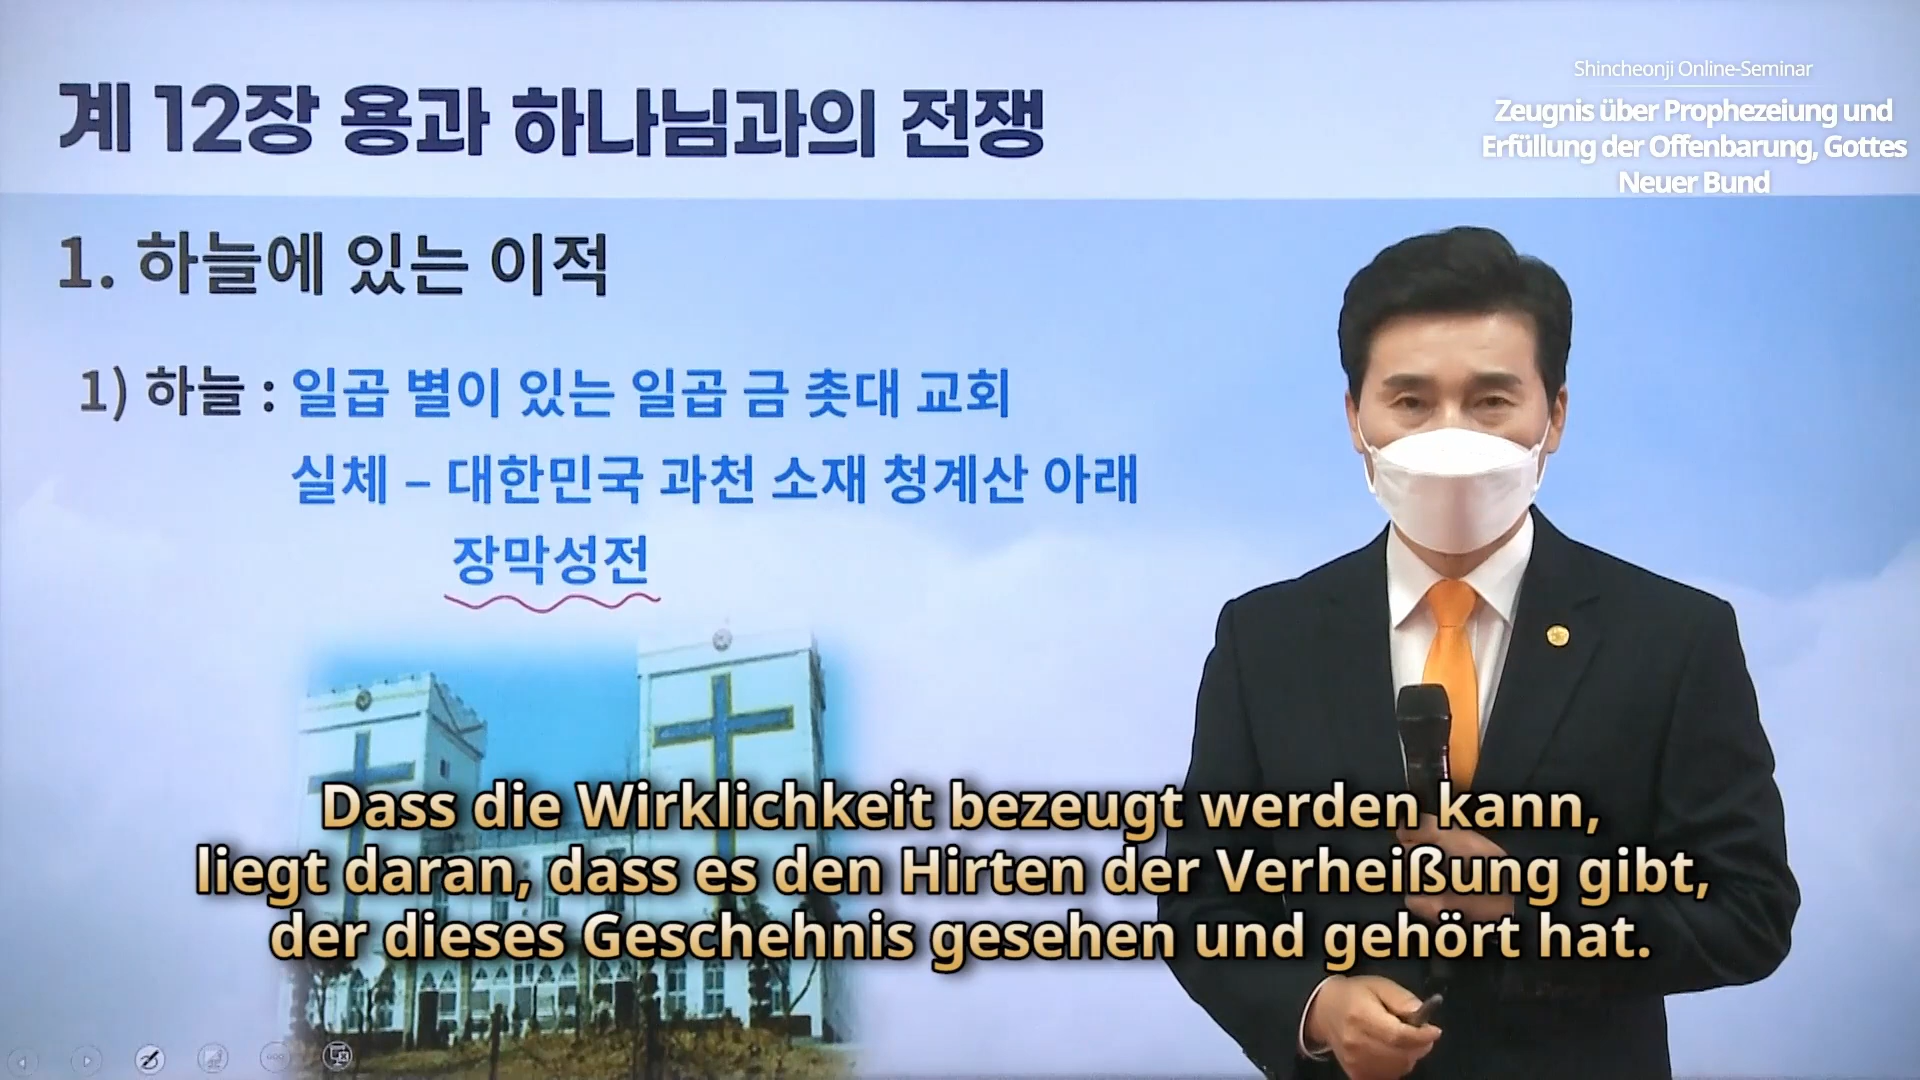 계 12장 용과 하나님과의 전쟁
Shincheonji Online-Seminar
Zeugnis über Prophezeiung und
Erfüllung der Offenbarung, Gottes
Neuer Bund
1. 하늘에 있는 이적
1) 하늘 : 일곱 별이 있는 일곱 금 촛대 교회
실체 – 대한민국 과천 소재 청계산 아래
장막성전
Dass die Wirklichkeit bezeugt werden kann,
liegt daran, dass es den Hirten der Verheißung gibt,
der dieses Geschehnis gesehen und gehört hat.